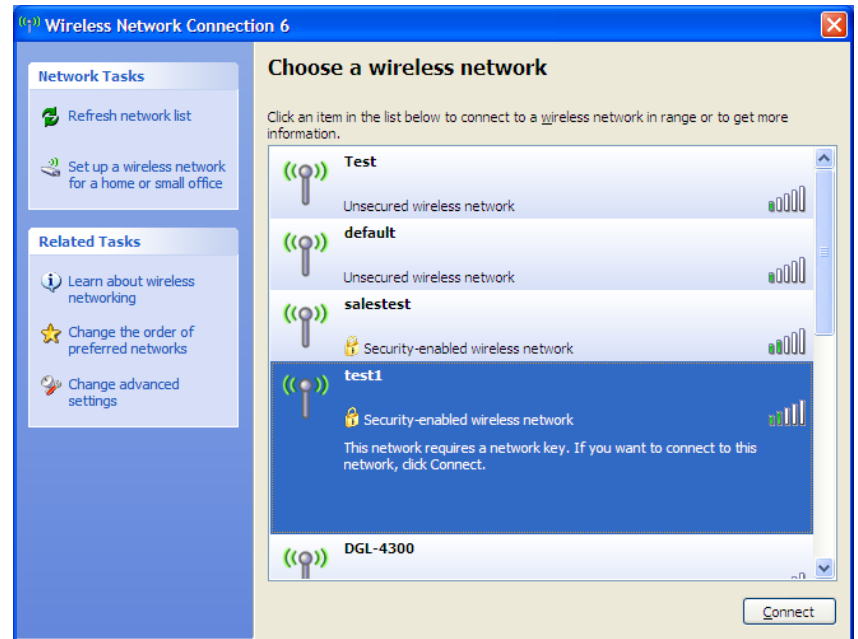 Wireless Network Connection 6
Network Tasks
Refresh network list
Set up a wireless network
for a home or small office
Related Tasks
Learn about wireless
networking
Change the order of
preferred networks
Change advanced
settings
Choose a wireless network
Click an item in the list below to connect to a wireless network in range or to get more
information.
Test
Unsecured wireless network
default
Unsecured wireless network
salestest
Security-enabled wireless network
test1
Security-enabled wireless network
This network requires a network key. If you want to connect to this
network, click Connect.
DGL-4300
Connect